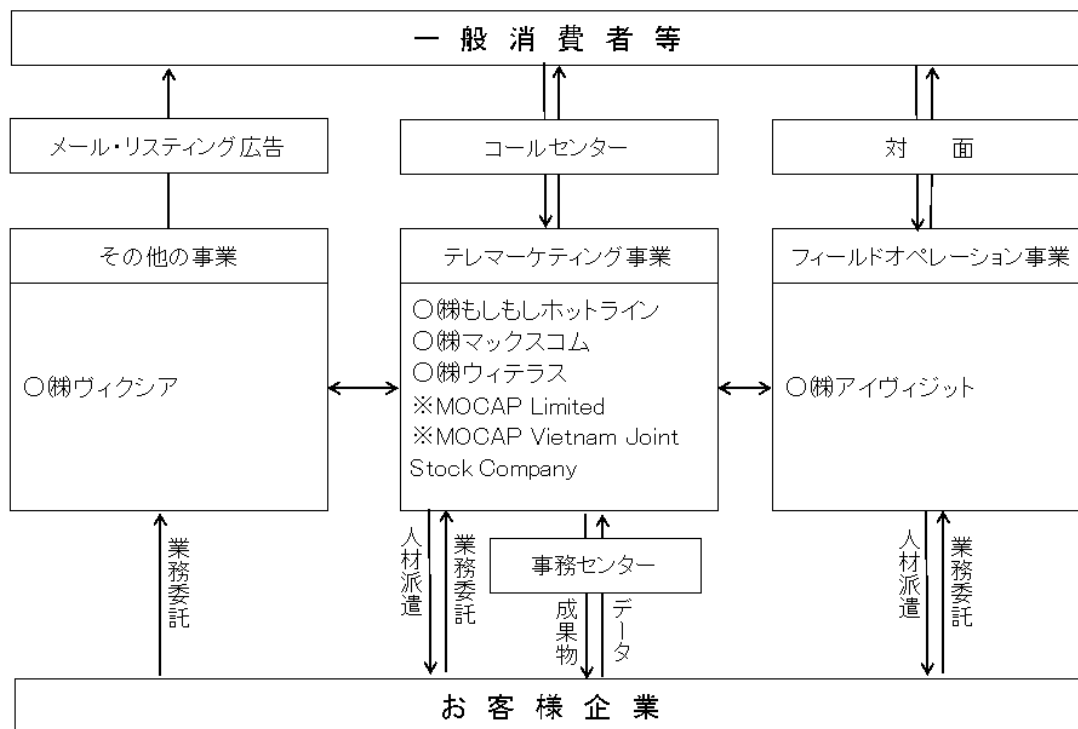 一般消費者等
メール・リスティング広告
コールセンター
対　面
その他の事業
テレマーケティング事業
フィールドオペレーション事業
○㈱ヴィクシア
○㈱もしもしホットライン
○㈱マックスコム
○㈱ウィテラス
※MOCAP Limited
※MOCAP Vietnam Joint
Stock Company
○㈱アイヴィジット
業務委託
人材派遣
業務委託
事務センター
成果物
データ
人材派遣
業務委託
お客様企業